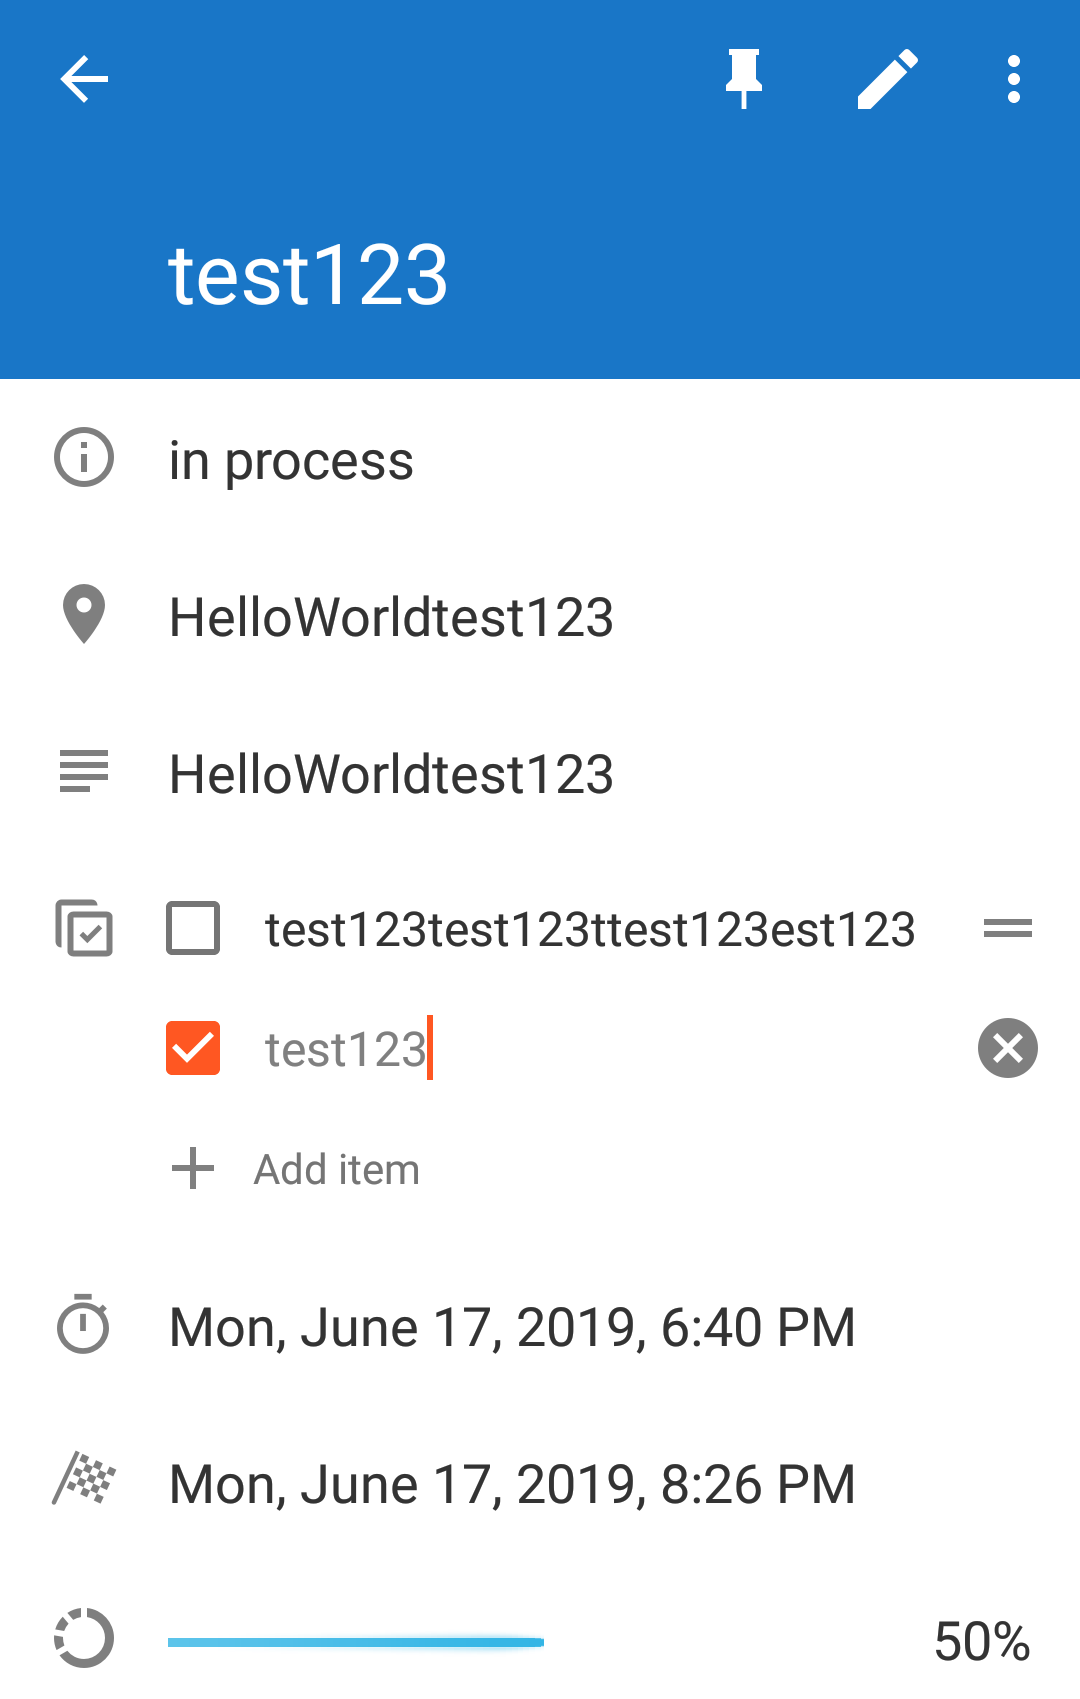 test123
in process
HelloWorldtest123
HelloWorldtest123
test123test123ttest123est123
test123
Add item
Mon, June 17, 2019, 6:40 PM
Mon, June 17, 2019, 8:26 PM
50%